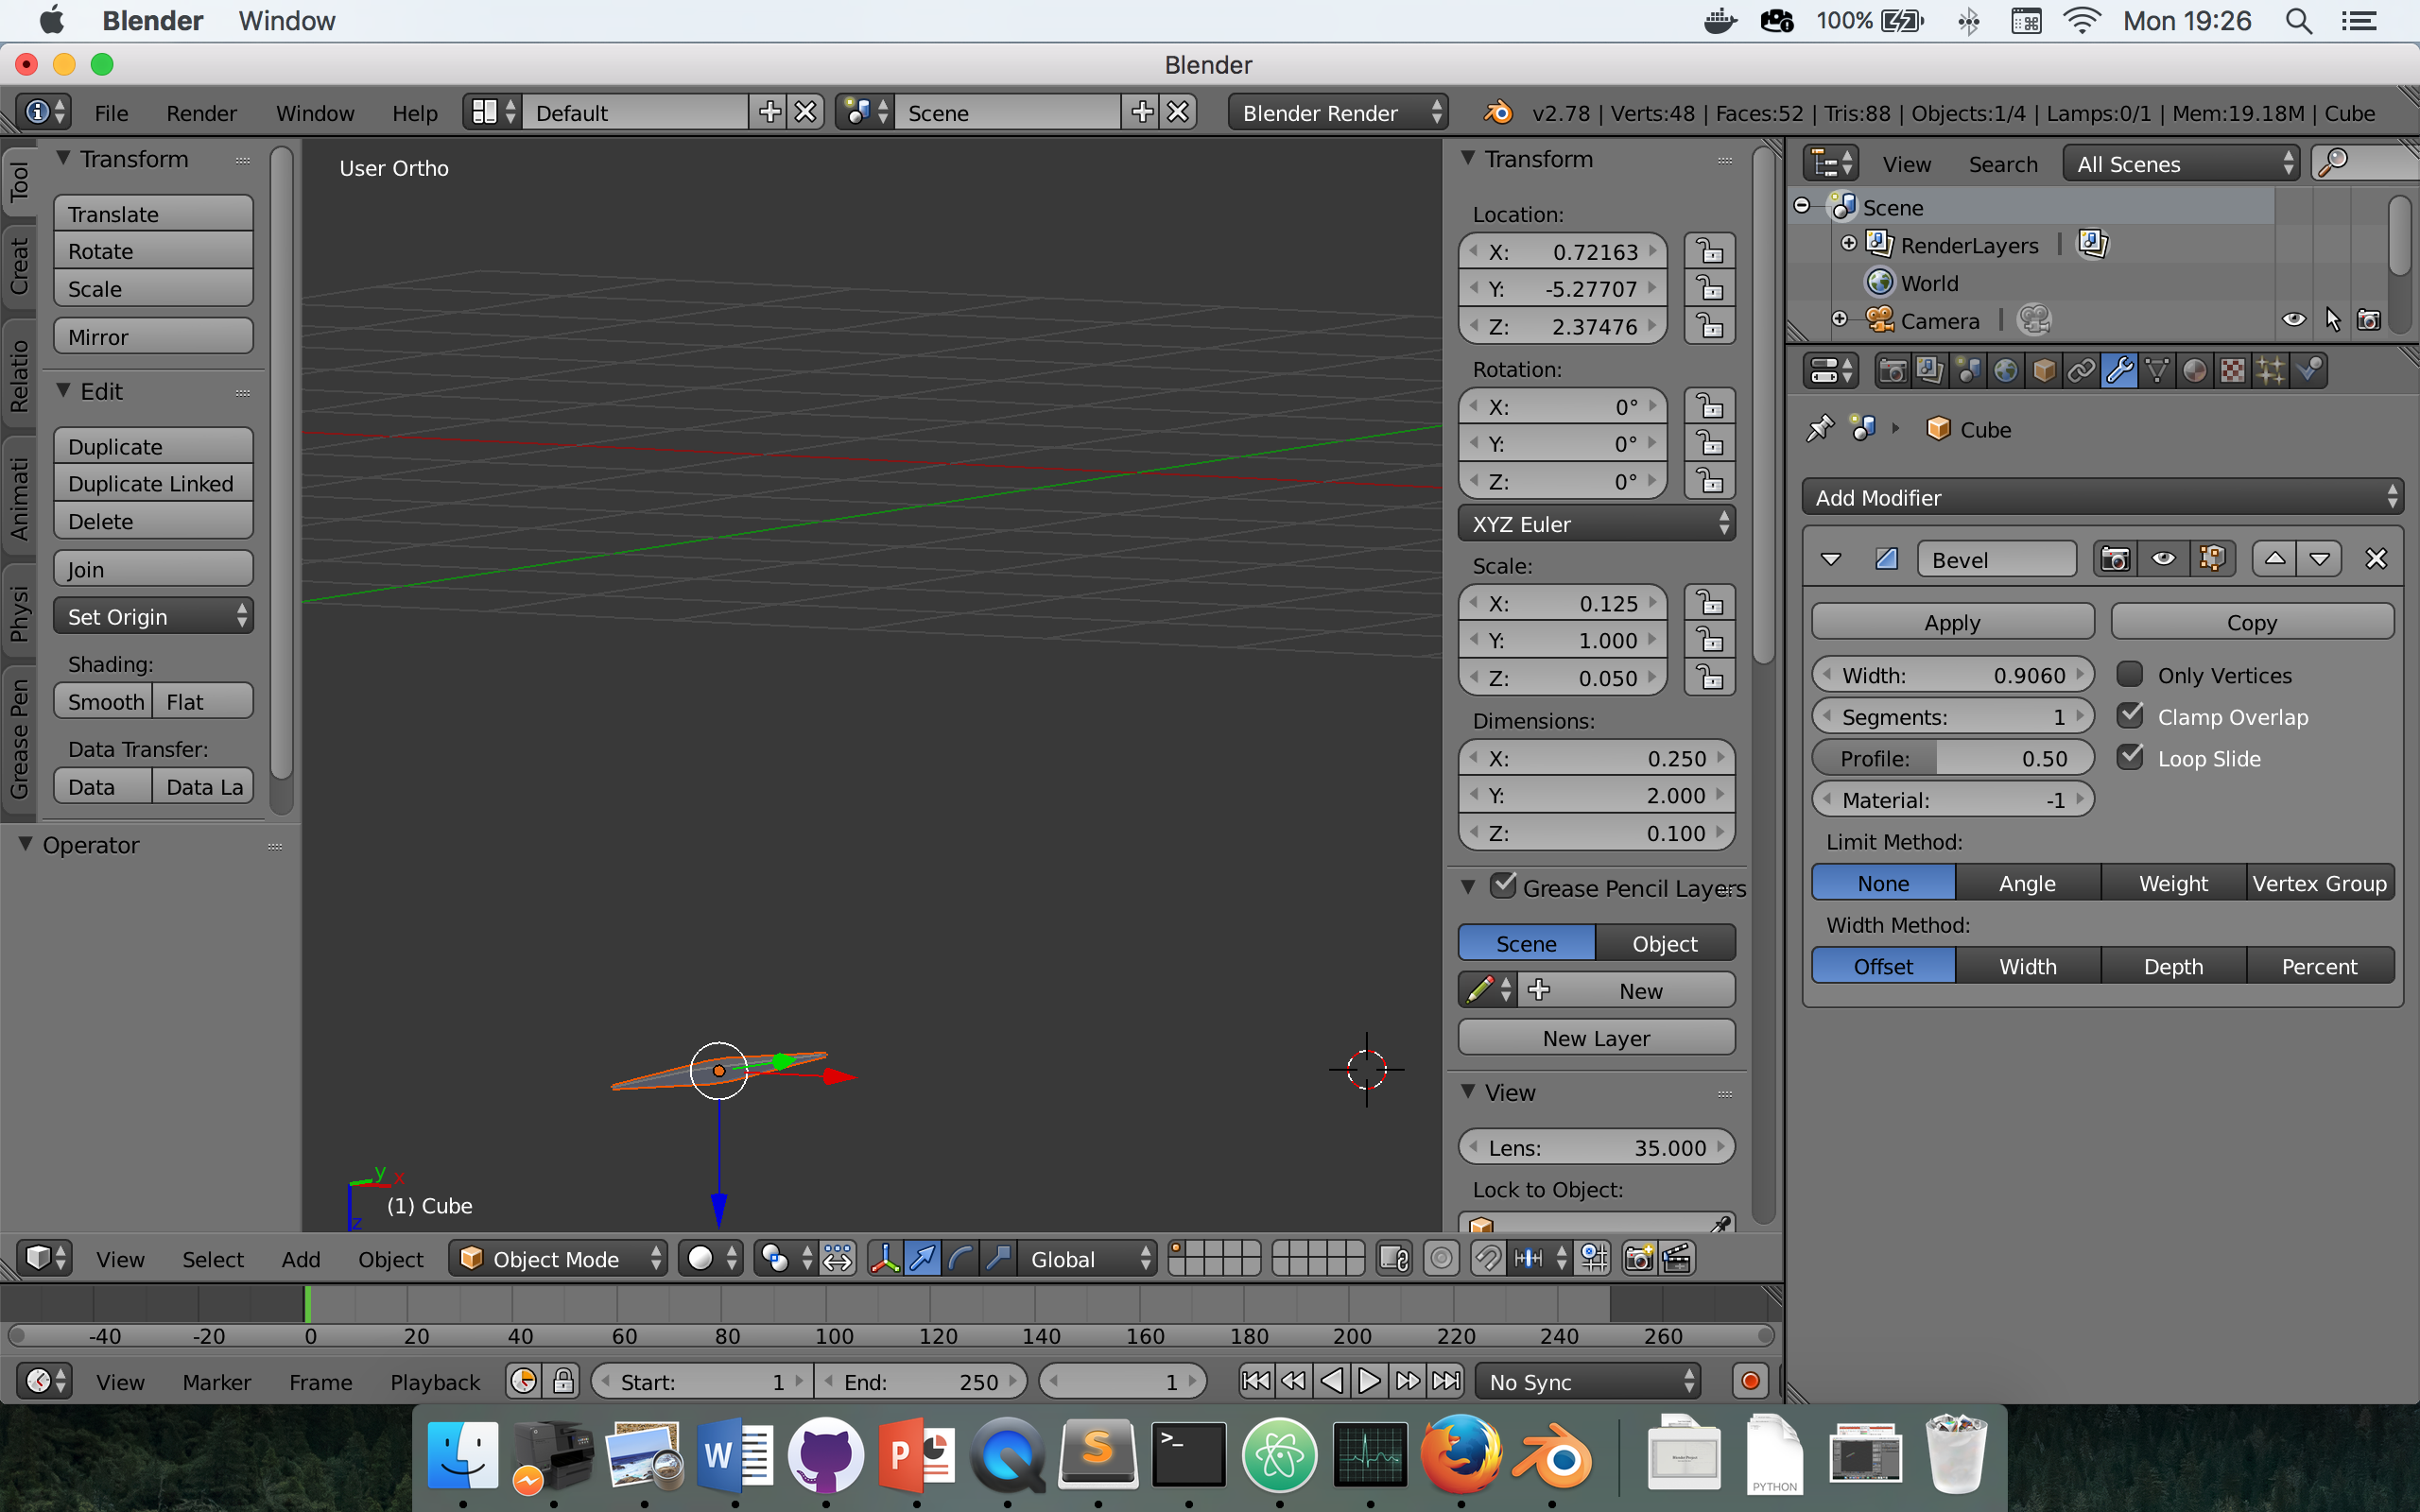 Blender Window 100% Mon 19:26
Blender
File Render Window Help Default Scene Blender Render v2.78 | Verts:48 | Faces:52 | Tris:88 | Objects:1/4 | Lamps:0/1 | Mem:19.18M | Cube
Tool
Creat
Relatio
Animati
Physi
Grease Pen
Transform
Translate
Rotate
Scale
Mirror
Edit
Duplicate
Duplicate Linked
Delete
Join
Set Origin
Shading:
Smooth Flat
Data Transfer:
Data Data La
Operator
User Ortho
y x
z
(1) Cube
Transform
Location:
X: 0.72163
Y: -5.27707
Z: 2.37476
Rotation:
X: 0°
Y: 0°
Z: 0°
XYZ Euler
Scale:
X: 0.125
Y: 1.000
Z: 0.050
Dimensions:
X: 0.250
Y: 2.000
Z: 0.100
Grease Pencil Layers
Scene Object
New
New Layer
View
Lens: 35.000
Lock to Object:
View Search All Scenes
Scene
RenderLayers |
World
Camera |
Cube
Add Modifier
Bevel
Apply Copy
Width: 0.9060 Only Vertices
Segments: 1 Clamp Overlap
Profile: 0.50 Loop Slide
Material: -1
Limit Method:
None Angle Weight Vertex Group
Width Method:
Offset Width Depth Percent
View Select Add Object Object Mode Global
-40 -20 0 20 40 60 80 100 120 140 160 180 200 220 240 260
View Marker Frame Playback Start: 1 End: 250 1 No Sync
W P S >_ PYTHON